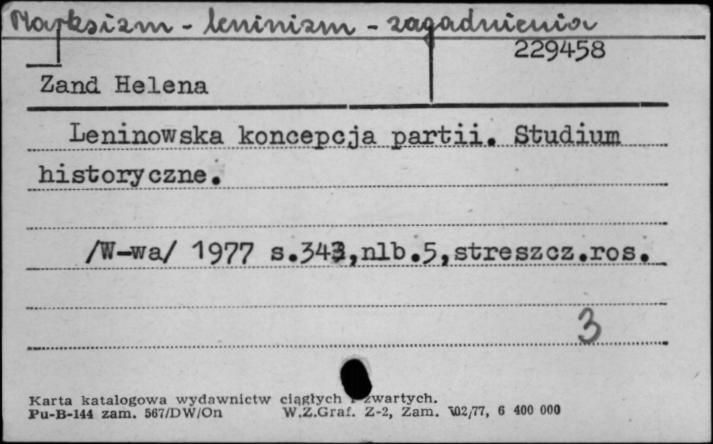 Marksizm - leninizm - zagadnienia
229458
Zand Helena
Leninowska koncepcja partii. Studium
historyczne.
/W-wa/ 1977 s.343,nlb.5,streszcz.ros.
3
Karta katalogowa wydawnictw ciągłych i zwartych.
Pu-B-144 zam. 567/DW/On W.Z.Graf. Z-2, Zam. 702/77, 6 400 000